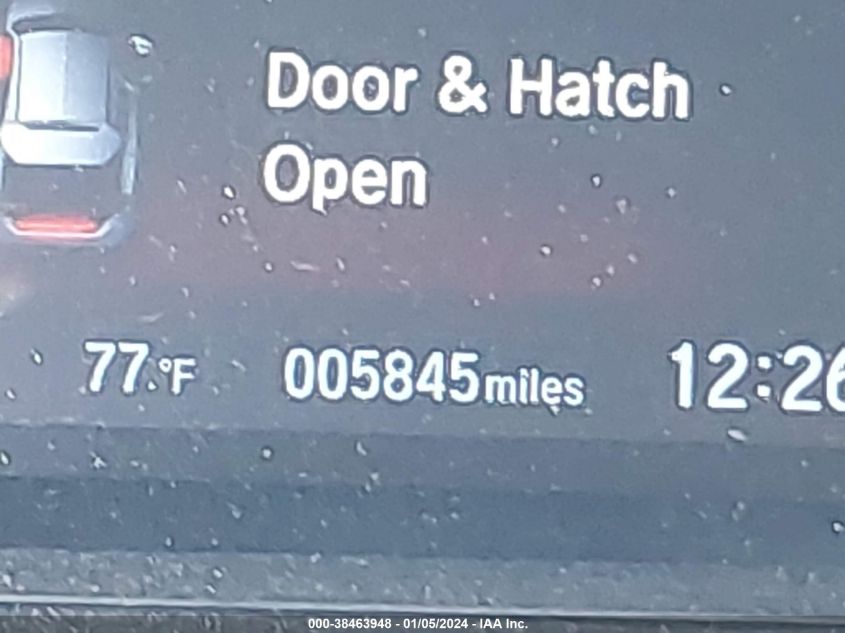 Door & Hatch
Open
77°F 005845miles 12:26
000-38463948 - 01/05/2024 - IAA Inc.